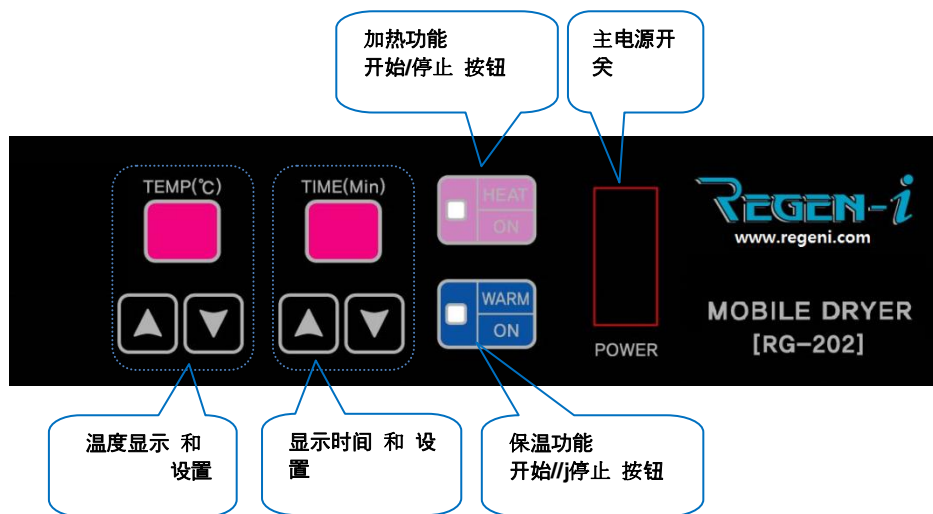 加热功能
开始/停止 按钮
主电源开
关
TEMP(℃)
TIME(Min)
HEAT
ON
WARM
ON
POWER
REGEN-i
www.regeni.com
MOBILE DRYER
[RG-202]
温度显示 和
设置
显示时间 和 设
置
保温功能
开始//j停止 按钮